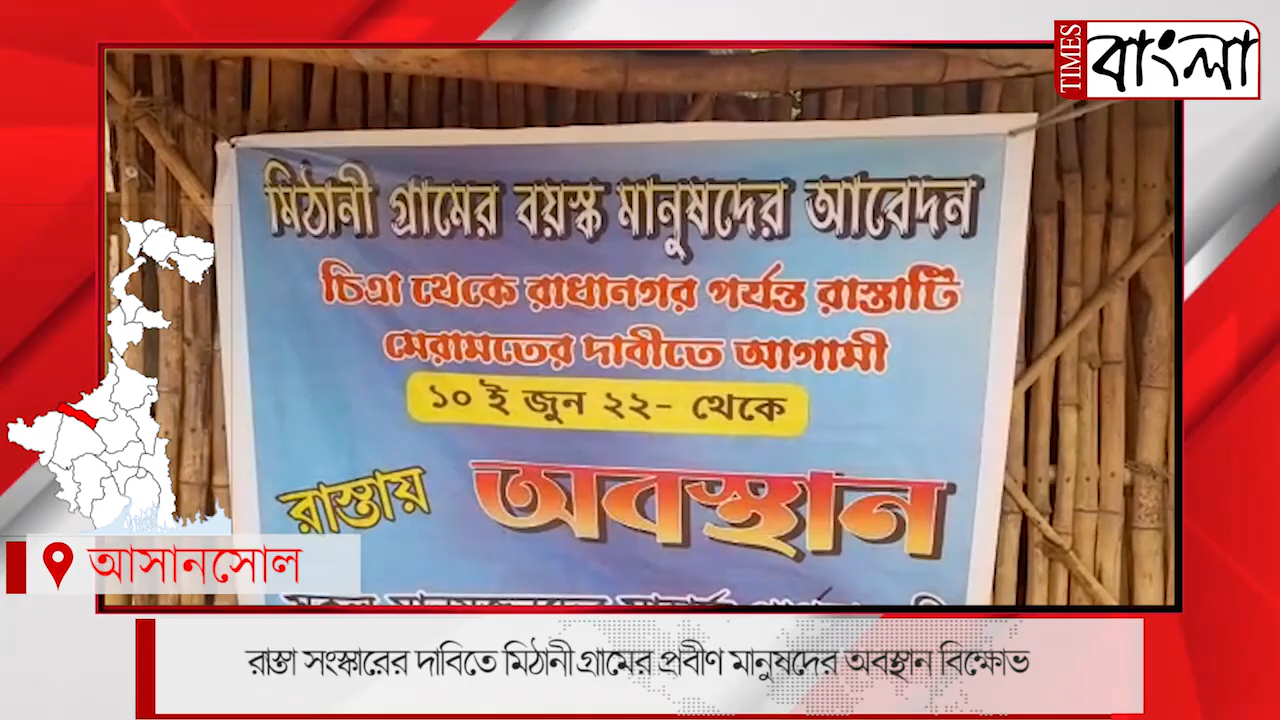 TIMES বাংলা
মিঠানী গ্রামের বয়স্ক মানুষদের আবেদন
চিত্রা থেকে রাধানগর পর্যন্ত রাস্তাটি
মেরামতের দাবীতে আগামী
১০ ই জুন ২২- থেকে
রাস্তায় অবস্থান
আসানসোল
রাস্তা সংস্কারের দাবিতে মিঠানী গ্রামের প্রবীণ মানুষদের অবস্থান বিক্ষোভ